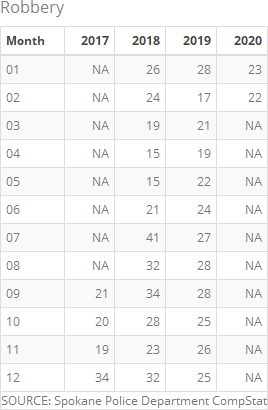 Robbery
Month 2017 2018 2019 2020
01 NA 26 28 23
02 NA 24 17 22
03 NA 19 21 NA
04 NA 15 19 NA
05 NA 15 22 NA
06 NA 21 24 NA
07 NA 41 27 NA
08 NA 32 28 NA
09 21 34 28 NA
10 20 28 25 NA
11 19 23 26 NA
12 34 32 25 NA
SOURCE: Spokane Police Department CompStat